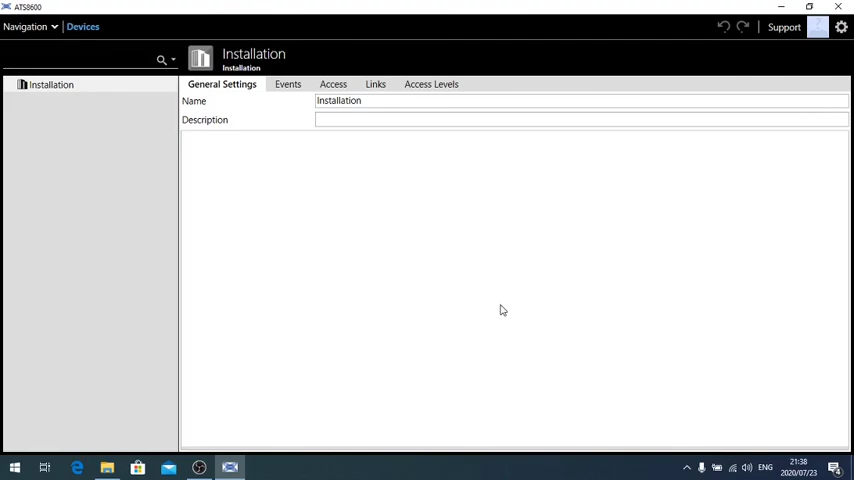 ATS8600
Navigation Devices
Support
Installation
Installation
Installation
General Settings Events Access Links Access Levels
Name Installation
Description
ENG
21:38
2020/07/23
4